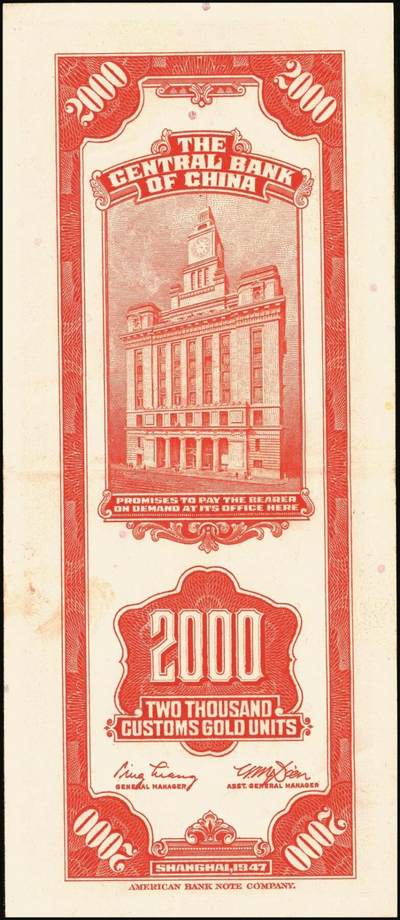 2000 2000
THE
CENTRAL BANK
OF CHINA
PROMISES TO PAY THE BEARER
ON DEMAND AT ITS OFFICE HERE
2000
TWO THOUSAND
CUSTOMS GOLD UNITS
GENERAL MANAGER ASST. GENERAL MANAGER
2000 2000
SHANGHAI, 1947
AMERICAN BANK NOTE COMPANY.